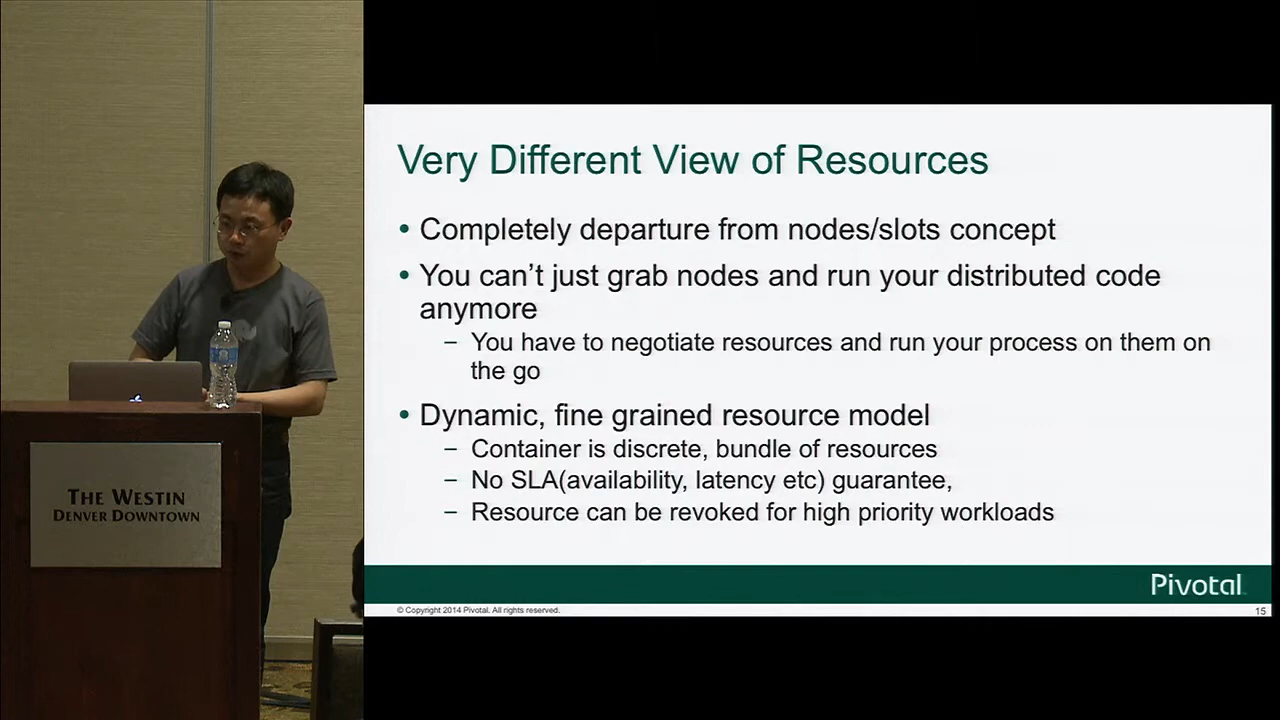 Very Different View of Resources
• Completely departure from nodes/slots concept
• You can't just grab nodes and run your distributed code
anymore
– You have to negotiate resources and run your process on them on
the go
• Dynamic, fine grained resource model
– Container is discrete, bundle of resources
– No SLA(availability, latency etc) guarantee,
– Resource can be revoked for high priority workloads
Pivotal
© Copyright 2014 Pivotal. All rights reserved.
15
THE WESTIN
DENVER DOWNTOWN